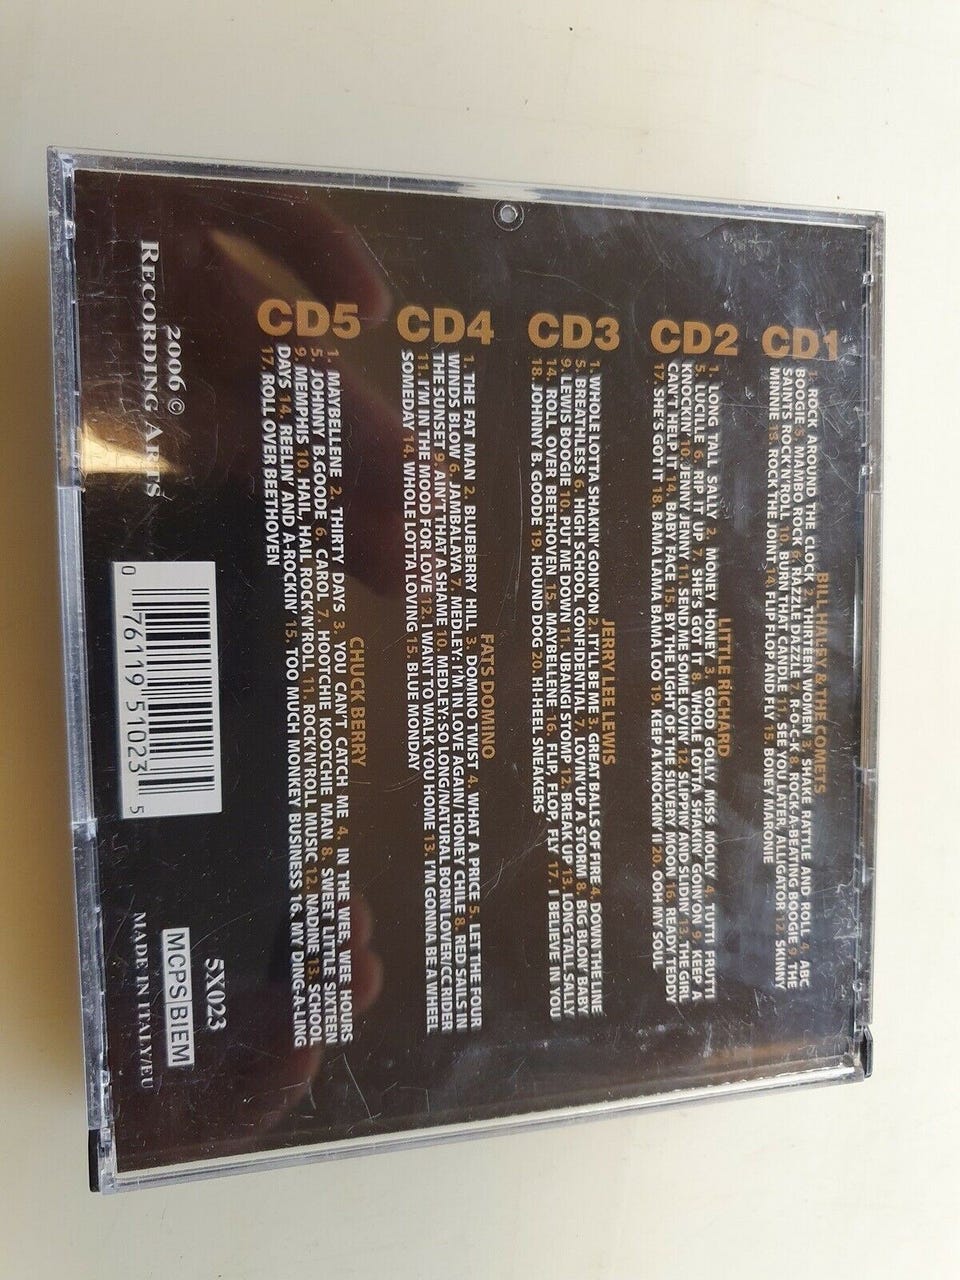 BILL HALEY & THE COMETS
CD1
1. ROCK AROUND THE CLOCK 2. THIRTEEN WOMEN 3. SHAKE RATTLE AND ROLL 4. ABC
BOOGIE 5. MAMBO ROCK 6. RAZZLE DAZZLE 7. R-O-C-K 8. ROCK-A-BEATING BOOGIE 9. THE
SAINTS ROCK'N'ROLL 10. BURN THAT CANDLE 11. SEE YOU LATER, ALLIGATOR 12. SKINNY
MINNIE 13. ROCK THE JOINT 14. FLIP FLOP AND FLY 15. BONEY MARONIE
LITTLE RICHARD
CD2
1. LONG TALL SALLY 2. MONEY HONEY 3. GOOD GOLLY MISS MOLLY 4. TUTTI FRUTTI
5. LUCILLE 6. RIP IT UP 7. SHE'S GOT IT 8. WHOLE LOTTA SHAKIN' GOIN'ON 9. KEEP A
KNOCKIN' 10. JENNY JENNY 11. SEND ME SOME LOVIN' 12. SLIPPIN' AND SLIDIN' 13. THE GIRL
CAN'T HELP IT 14. BABY FACE 15. BY THE LIGHT OF THE SILVERY MOON 16. READY TEDDY
17. SHE'S GOT IT 18. BAMA LAMA BAMA LOO 19. KEEP A KNOCKIN' II 20. OOH MY SOUL
JERRY LEE LEWIS
CD3
1. WHOLE LOTTA SHAKIN' GOIN'ON 2. IT'LL BE ME 3. GREAT BALLS OF FIRE 4. DOWN THE LINE
5. BREATHLESS 6. HIGH SCHOOL CONFIDENTIAL 7. LOVIN'UP A STORM 8. BIG BLOW' BABY
9. LEWIS BOOGIE 10. PUT ME DOWN 11. UBANGI STOMP 12. BREAK UP 13. LONG TALL SALLY
14. ROLL OVER BEETHOVEN 15. MAYBELLENE 16. FLIP, FLOP, FLY 17. I BELIEVE IN YOU
18. JOHNNY B. GOODE 19. HOUND DOG 20. HI-HEEL SNEAKERS
FATS DOMINO
CD4
1. THE FAT MAN 2. BLUEBERRY HILL 3. DOMINO TWIST 4. WHAT A PRICE 5. LET THE FOUR
WINDS BLOW 6. JAMBALAYA 7. MEDLEY: I'M IN LOVE AGAIN/ HONEY CHILE 8. RED SAILS IN
THE SUNSET 9. AIN'T THAT A SHAME 10. MEDLEY: SO LONG/NATURAL BORN LOVER/CC RIDER
11. I'M IN THE MOOD FOR LOVE 12. I WANT TO WALK YOU HOME 13. I'M GONNA BE A WHEEL
SOMEDAY 14. WHOLE LOTTA LOVING 15. BLUE MONDAY
CHUCK BERRY
CD5
1. MAYBELLENE 2. THIRTY DAYS 3. YOU CAN'T CATCH ME 4. IN THE WEE, WEE HOURS
5. JOHNNY B.GOODE 6. CAROL 7. HOOTCHIE KOOTCHIE MAN 8. SWEET LITTLE SIXTEEN
9. MEMPHIS 10. HAIL, HAIL ROCK'N'ROLL 11. ROCK'N'ROLL MUSIC 12. NADINE 13. SCHOOL
DAYS 14. REELIN' AND A-ROCKIN' 15. TOO MUCH MONKEY BUSINESS 16. MY DING-A-LING
17. ROLL OVER BEETHOVEN
2006 ©
RECORDING ARTS
0 76119 51023 5
5X023
MCPS BIEM
MADE IN ITALY/EU